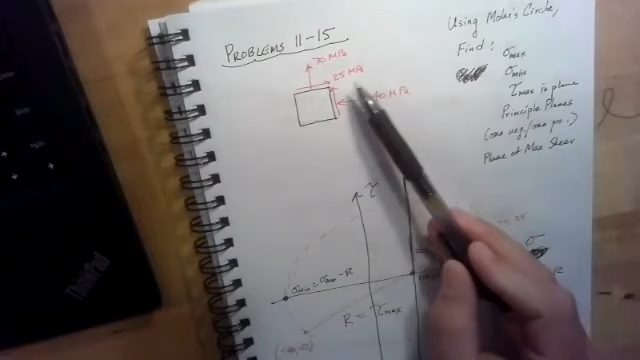 PROBLEMS 11-15
70 MPa
25 MPa
40 MPa
Using Mohr's Circle,
Find:
σmax
σmin
τmax in plane
Principle Planes
(one neg./one pos.)
Plane of Max Shear
τ
σ
σmin = σavr - R
R = τmax
ThinkPad